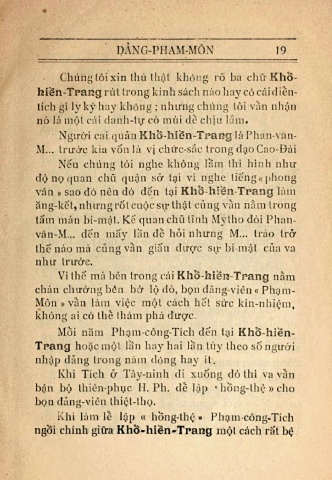 DẢNG-PHẠM-MÔN 19
Chúng tôi xin thú thật không rõ ba chữ Khổ-
hiền-Trang rút trong kinh sách nào hay có cái diễn-
tích gì ly kỳ hay không ; nhưng chúng tôi vẫn nhận
nó là một cái danh-tự có mùi dể chịu lắm.
Người cai quản Khổ-hiền-Trang là Phan-văn-
M... trước kia vốn là vị chức-sắc trong đạo Cao-Đài
Nếu chúng tôi nghe không lầm thì hình như
độ nọ quan chủ quận sở tại vì nghe tiếng « phong
văn » sao đó nên đó đến tại Khổ-hiền-Trang làm
ăng-kết, nhưng rốt cuộc sự thật củng vẫn nằm trong
tấm màn bí-mật. Kế quan chủ tỉnh Mỹtho đòi Phan-
văn-M... đến mấy lần để hỏi nhưng M... tráo trở
thế nào mà củng vẫn giấu được sự bí-mật của va
như trước.
Vì thế mà bên trong cái Khổ-hiền-Trang nằm
chán chường bên bờ lộ đó, bọn đảng-viên « Phạm-
Môn » vẫn làm việc một cách hết sức kín-nhiệm,
không ai có thể thám phá được.
Mỗi năm Phạm-công-Tích đến tại Khổ-hiền-
Trang hoặc một lần hay hai lần tùy theo số người
nhập đảng trong năm đông hay ít.
Khi Tích ở Tây-ninh đi xuống đó thì va vẫn
bận bộ thiên-phục H. Ph. để lập « hồng-thệ » cho
bọn đảng-viên thiệt-thọ.
Khi làm lể lập « hồng-thệ » Phạm-công-Tích
ngồi chính giữa Khổ-hiền-Trang một cách rất bệ